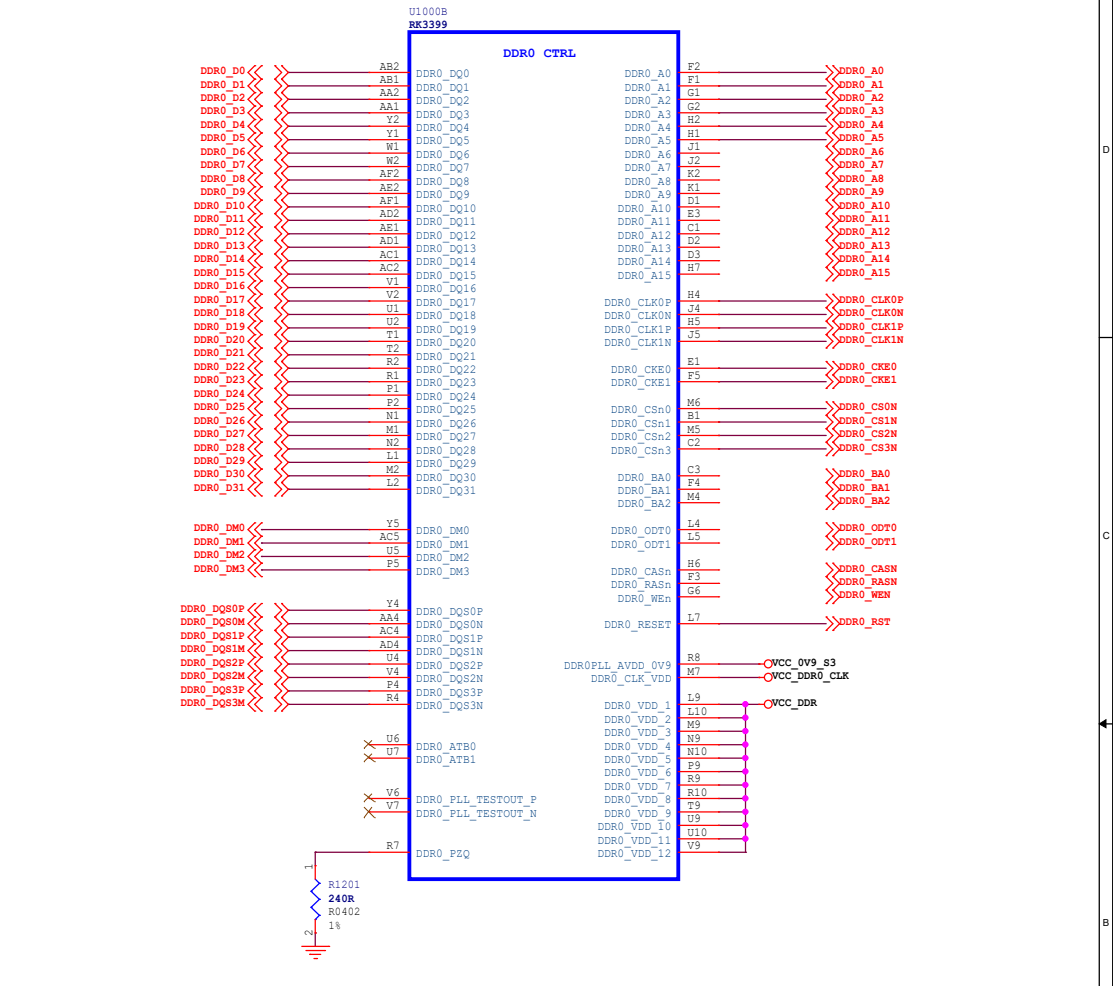 U1000B
RK3399
DDR0 CTRL
DDR0_D0 AB2 DDR0_DQ0 DDR0_A0 F2 DDR0_A0
DDR0_D1 AB1 DDR0_DQ1 DDR0_A1 F1 DDR0_A1
DDR0_D2 AA2 DDR0_DQ2 DDR0_A2 G1 DDR0_A2
DDR0_D3 AA1 DDR0_DQ3 DDR0_A3 G2 DDR0_A3
DDR0_D4 Y2 DDR0_DQ4 DDR0_A4 H2 DDR0_A4
DDR0_D5 Y1 DDR0_DQ5 DDR0_A5 H1 DDR0_A5
DDR0_D6 W1 DDR0_DQ6 DDR0_A6 J1 DDR0_A6 D
DDR0_D7 W2 DDR0_DQ7 DDR0_A7 J2 DDR0_A7
DDR0_D8 AF2 DDR0_DQ8 DDR0_A8 K2 DDR0_A8
DDR0_D9 AE2 DDR0_DQ9 DDR0_A9 K1 DDR0_A9
DDR0_D10 AF1 DDR0_DQ10 DDR0_A10 D1 DDR0_A10
DDR0_D11 AD2 DDR0_DQ11 DDR0_A11 E3 DDR0_A11
DDR0_D12 AE1 DDR0_DQ12 DDR0_A12 C1 DDR0_A12
DDR0_D13 AD1 DDR0_DQ13 DDR0_A13 D2 DDR0_A13
DDR0_D14 AC1 DDR0_DQ14 DDR0_A14 D3 DDR0_A14
DDR0_D15 AC2 DDR0_DQ15 DDR0_A15 H7 DDR0_A15
DDR0_D16 V1 DDR0_DQ16
DDR0_D17 V2 DDR0_DQ17 DDR0_CLK0P H4 DDR0_CLK0P
DDR0_D18 U1 DDR0_DQ18 DDR0_CLK0N J4 DDR0_CLK0N
DDR0_D19 U2 DDR0_DQ19 DDR0_CLK1P H5 DDR0_CLK1P
DDR0_D20 T1 DDR0_DQ20 DDR0_CLK1N J5 DDR0_CLK1N
DDR0_D21 T2 DDR0_DQ21
DDR0_D22 R2 DDR0_DQ22 DDR0_CKE0 E1 DDR0_CKE0
DDR0_D23 R1 DDR0_DQ23 DDR0_CKE1 F5 DDR0_CKE1
DDR0_D24 P1 DDR0_DQ24
DDR0_D25 P2 DDR0_DQ25 DDR0_CSn0 M6 DDR0_CS0N
DDR0_D26 N1 DDR0_DQ26 DDR0_CSn1 B1 DDR0_CS1N
DDR0_D27 M1 DDR0_DQ27 DDR0_CSn2 M5 DDR0_CS2N
DDR0_D28 N2 DDR0_DQ28 DDR0_CSn3 C2 DDR0_CS3N
DDR0_D29 L1 DDR0_DQ29
DDR0_D30 M2 DDR0_DQ30 DDR0_BA0 C3 DDR0_BA0
DDR0_D31 L2 DDR0_DQ31 DDR0_BA1 F4 DDR0_BA1
DDR0_BA2 M4 DDR0_BA2
DDR0_DM0 Y5 DDR0_DM0 DDR0_ODT0 L4 DDR0_ODT0
DDR0_DM1 AC5 DDR0_DM1 DDR0_ODT1 L5 DDR0_ODT1 C
DDR0_DM2 U5 DDR0_DM2
DDR0_DM3 P5 DDR0_DM3 DDR0_CASn H6 DDR0_CASN
DDR0_RASn F3 DDR0_RASN
DDR0_WEn G6 DDR0_WEN
DDR0_DQS0P Y4 DDR0_DQS0P
DDR0_DQS0M AA4 DDR0_DQS0N DDR0_RESET L7 DDR0_RST
DDR0_DQS1P AC4 DDR0_DQS1P
DDR0_DQS1M AD4 DDR0_DQS1N
DDR0_DQS2P U4 DDR0_DQS2P DDR0PLL_AVDD_0V9 R8 VCC_0V9_S3
DDR0_DQS2M V4 DDR0_DQS2N DDR0_CLK_VDD M7 VCC_DDR0_CLK
DDR0_DQS3P P4 DDR0_DQS3P
DDR0_DQS3M R4 DDR0_DQS3N DDR0_VDD_1 L9 VCC_DDR
DDR0_VDD_2 L10
DDR0_VDD_3 M9
U6 DDR0_ATB0 DDR0_VDD_4 N9
U7 DDR0_ATB1 DDR0_VDD_5 N10
DDR0_VDD_6 P9
DDR0_VDD_7 R9
V6 DDR0_PLL_TESTOUT_P DDR0_VDD_8 R10
V7 DDR0_PLL_TESTOUT_N DDR0_VDD_9 T9
DDR0_VDD_10 U9
DDR0_VDD_11 U10
R7 DDR0_PZQ DDR0_VDD_12 V9
1
R1201
240R
R0402
1%
2
B